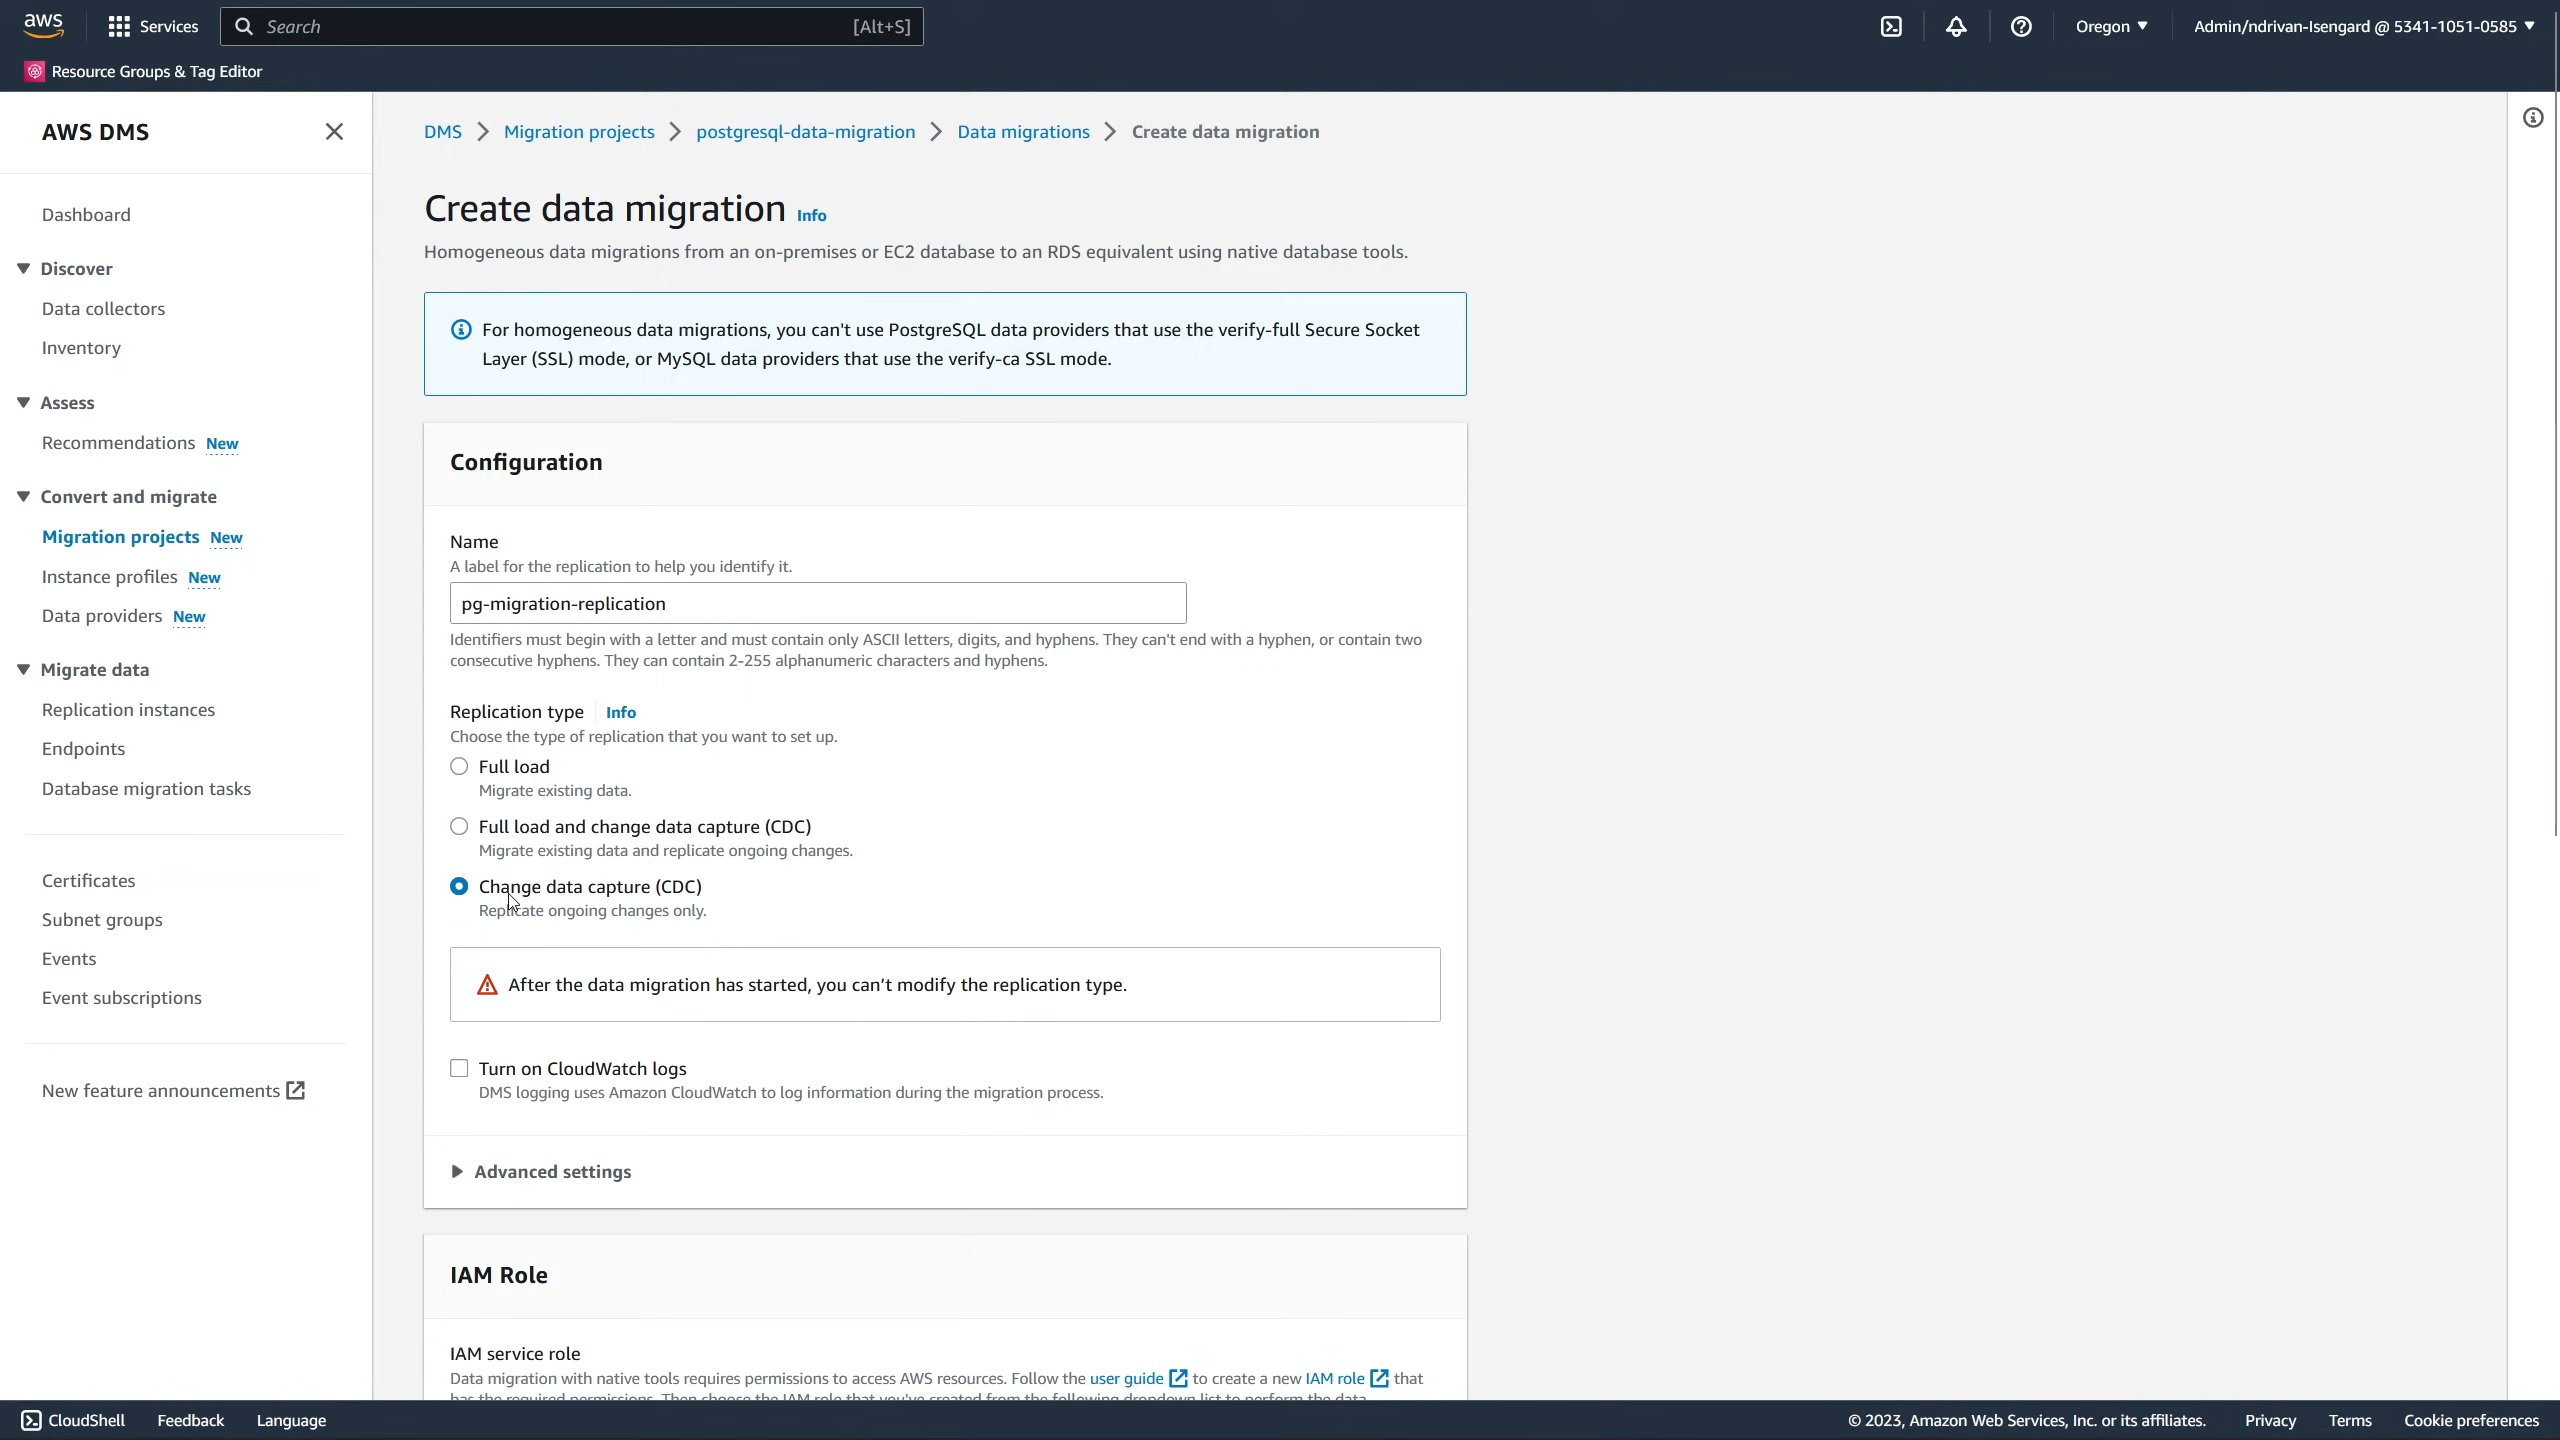 aws
Services
Search
[Alt+S]
Oregon
Admin/ndrivan-Isengard @ 5341-1051-0585
Resource Groups & Tag Editor
AWS DMS
Dashboard
Discover
Data collectors
Inventory
Assess
Recommendations New
Convert and migrate
Migration projects New
Instance profiles New
Data providers New
Migrate data
Replication instances
Endpoints
Database migration tasks
Certificates
Subnet groups
Events
Event subscriptions
New feature announcements
DMS
Migration projects
postgresql-data-migration
Data migrations
Create data migration
Create data migration Info
Homogeneous data migrations from an on-premises or EC2 database to an RDS equivalent using native database tools.
For homogeneous data migrations, you can't use PostgreSQL data providers that use the verify-full Secure Socket
Layer (SSL) mode, or MySQL data providers that use the verify-ca SSL mode.
Configuration
Name
A label for the replication to help you identify it.
pg-migration-replication
Identifiers must begin with a letter and must contain only ASCII letters, digits, and hyphens. They can't end with a hyphen, or contain two
consecutive hyphens. They can contain 2-255 alphanumeric characters and hyphens.
Replication type Info
Choose the type of replication that you want to set up.
Full load
Migrate existing data.
Full load and change data capture (CDC)
Migrate existing data and replicate ongoing changes.
Change data capture (CDC)
Replicate ongoing changes only.
After the data migration has started, you can't modify the replication type.
Turn on CloudWatch logs
DMS logging uses Amazon CloudWatch to log information during the migration process.
Advanced settings
IAM Role
IAM service role
Data migration with native tools requires permissions to access AWS resources. Follow the user guide to create a new IAM role that
has the required permissions. Then choose the IAM role that you've created from the following dropdown list to perform the data
CloudShell
Feedback
Language
© 2023, Amazon Web Services, Inc. or its affiliates.
Privacy
Terms
Cookie preferences